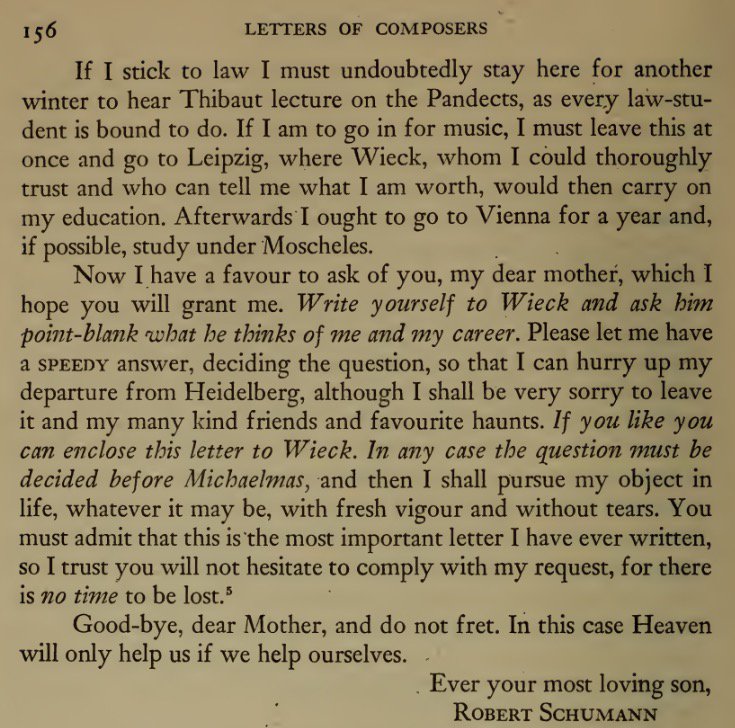 156
LETTERS OF COMPOSERS
If I stick to law I must undoubtedly stay here for another
winter to hear Thibaut lecture on the Pandects, as every law-stu-
dent is bound to do. If I am to go in for music, I must leave this at
once and go to Leipzig, where Wieck, whom I could thoroughly
trust and who can tell me what I am worth, would then carry on
my education. Afterwards I ought to go to Vienna for a year and,
if possible, study under Moscheles.
Now I have a favour to ask of you, my dear mother, which I
hope you will grant me. Write yourself to Wieck and ask him
point-blank what he thinks of me and my career. Please let me have
a SPEEDY answer, deciding the question, so that I can hurry up my
departure from Heidelberg, although I shall be very sorry to leave
it and my many kind friends and favourite haunts. If you like you
can enclose this letter to Wieck. In any case the question must be
decided before Michaelmas, and then I shall pursue my object in
life, whatever it may be, with fresh vigour and without tears. You
must admit that this is the most important letter I have ever written,
so I trust you will not hesitate to comply with my request, for there
is no time to be lost.⁵
Good-bye, dear Mother, and do not fret. In this case Heaven
will only help us if we help ourselves.
Ever your most loving son,
ROBERT SCHUMANN